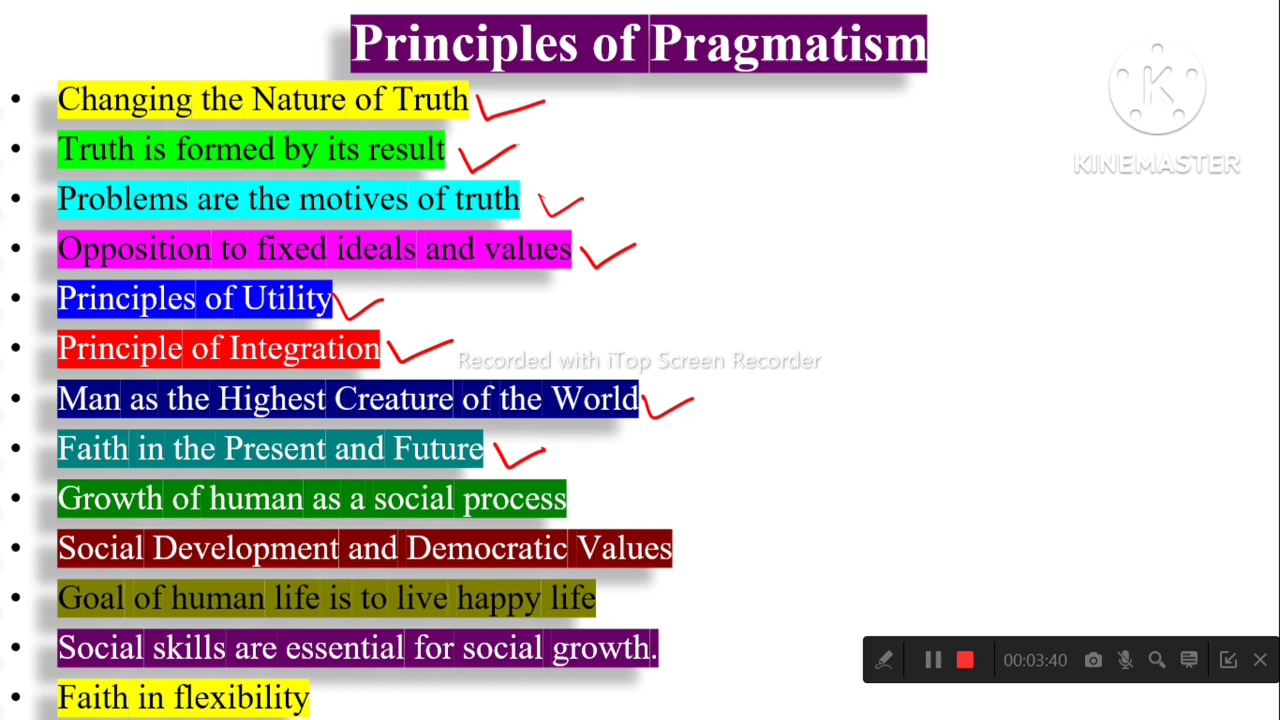 Principles of Pragmatism
• Changing the Nature of Truth
• Truth is formed by its result
• Problems are the motives of truth
• Opposition to fixed ideals and values
• Principles of Utility
• Principle of Integration
• Man as the Highest Creature of the World
• Faith in the Present and Future
• Growth of human as a social process
• Social Development and Democratic Values
• Goal of human life is to live happy life
• Social skills are essential for social growth.
• Faith in flexibility
K
KINEMASTER
Recorded with iTop Screen Recorder
00:03:40